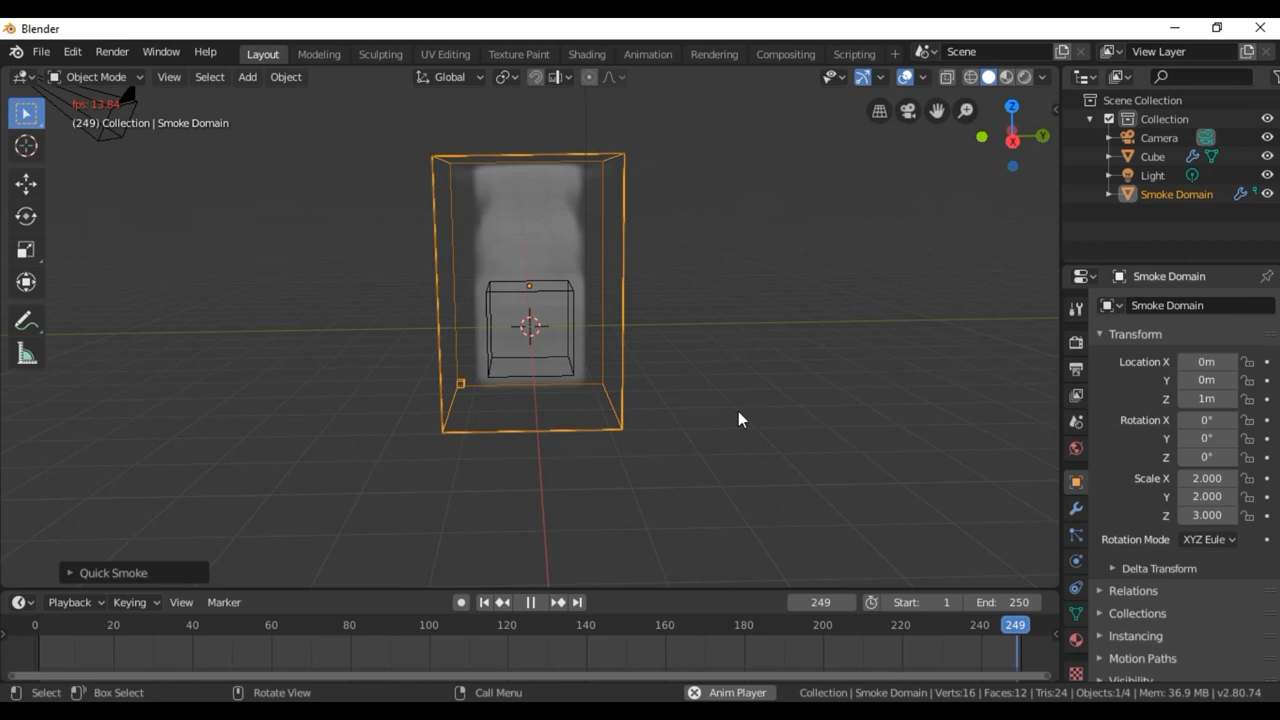 Blender
File Edit Render Window Help Layout Modeling Sculpting UV Editing Texture Paint Shading Animation Rendering Compositing Scripting + Scene View Layer
Object Mode View Select Add Object Global
fps: 13.84
(249) Collection | Smoke Domain
Z
Y
X
Quick Smoke
Scene Collection
Collection
Camera
Cube
Light
Smoke Domain
Smoke Domain
Smoke Domain
Transform
Location X 0m
Y 0m
Z 1m
Rotation X 0°
Y 0°
Z 0°
Scale X 2.000
Y 2.000
Z 3.000
Rotation Mode XYZ Eule
Delta Transform
Relations
Collections
Instancing
Motion Paths
Visibility
Playback Keying View Marker 249 Start: 1 End: 250
0 20 40 60 80 100 120 140 160 180 200 220 240 249
Select Box Select Rotate View Call Menu Anim Player Collection | Smoke Domain | Verts:16 | Faces:12 | Tris:24 | Objects:1/4 | Mem: 36.9 MB | v2.80.74